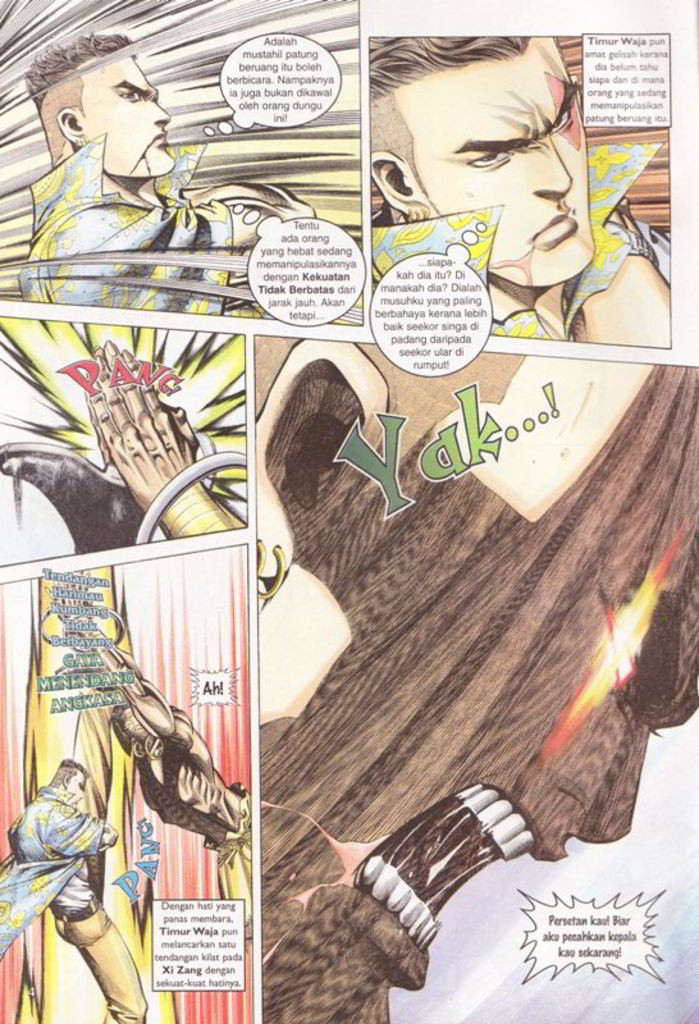 Adalah
mustahil patung
beruang itu boleh
berbicara. Nampaknya
ia juga bukan dikawal
oleh orang dungu
ini!
Tentu
ada orang
yang hebat sedang
memanipulasikannya
dengan Kekuatan
Tidak Berbatas dari
jarak jauh. Akan
tetapi...
Timur Waja pun
amat gelisah kerana
dia belum tahu
siapa dan di mana
orang yang sedang
memanipulasikan
patung beruang itu.
...siapa-
kah dia itu? Di
manakah dia? Dialah
musuhku yang paling
berbahaya kerana lebih
baik seekor singa di
padang daripada
seekor ular di
rumput!
PANG
Yak...!
Tendangan
Harimau
Kumbang
Tidak
Berbayang
GAYA
MENENDANG
ANGKASA
Ah!
PANG
Dengan hati yang
panas membara,
Timur Waja pun
melancarkan satu
tendangan kilat pada
Xi Zang dengan
sekuat-kuat hatinya.
Persetan kau! Biar
aku pecahkan kepala
kau sekarang!
4